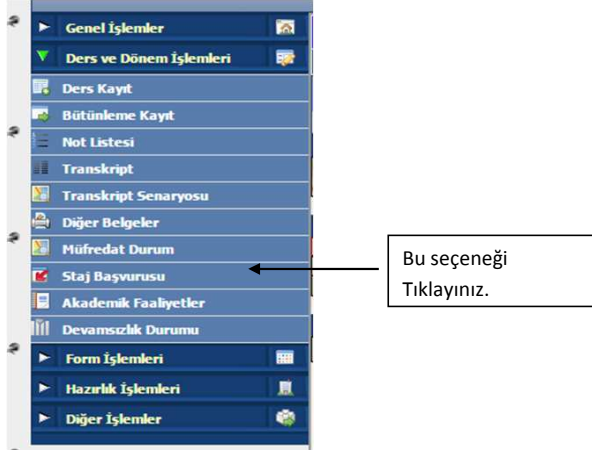 Genel İşlemler
Ders ve Dönem İşlemleri
Ders Kayıt
Bütünleme Kayıt
Not Listesi
Transkript
Transkript Senaryosu
Diğer Belgeler
Müfredat Durum
Staj Başvurusu
Akademik Faaliyetler
Devamsızlık Durumu
Form İşlemleri
Hazırlık İşlemleri
Diğer İşlemler
Bu seçeneği
Tıklayınız.